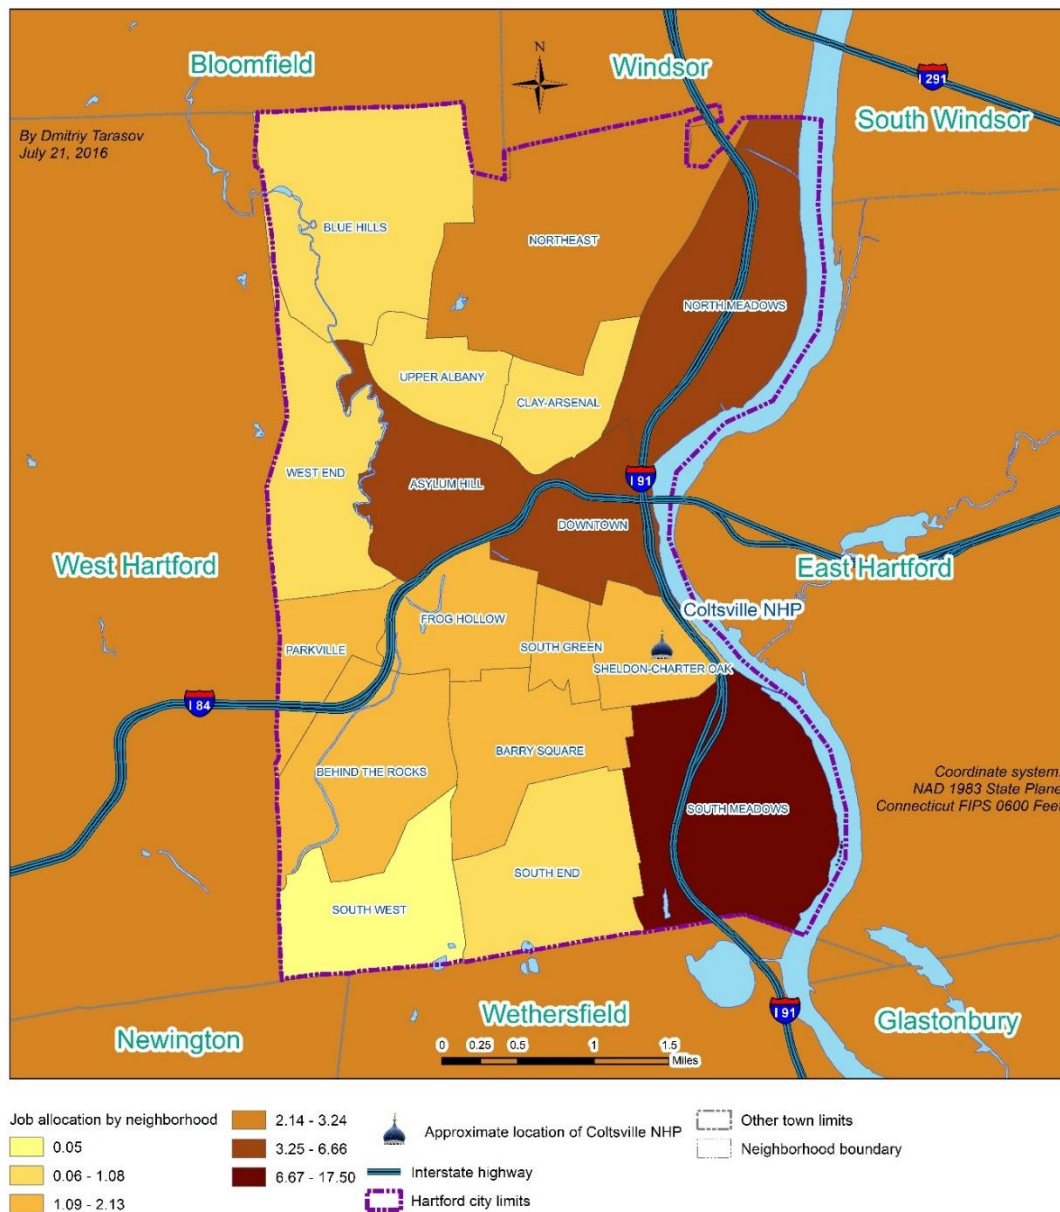 Bloomfield
Windsor
I 291
South Windsor
N
By Dmitriy Tarasov
July 21, 2016
BLUE HILLS
NORTHEAST
NORTH MEADOWS
UPPER ALBANY
CLAY-ARSENAL
WEST END
ASYLUM HILL
I 91
DOWNTOWN
West Hartford
East Hartford
Coltsville NHP
FROG HOLLOW
PARKVILLE
SOUTH GREEN
SHELDON-CHARTER OAK
I 84
BARRY SQUARE
BEHIND THE ROCKS
SOUTH MEADOWS
Coordinate system:
NAD 1983 State Plane
Connecticut FIPS 0600 Feet
SOUTH END
SOUTH WEST
I 91
Newington
Wethersfield
Glastonbury
0 0.25 0.5 1 1.5
Miles
Job allocation by neighborhood
0.05
0.06 - 1.08
1.09 - 2.13
2.14 - 3.24
3.25 - 6.66
6.67 - 17.50
Approximate location of Coltsville NHP
Interstate highway
Hartford city limits
Other town limits
Neighborhood boundary